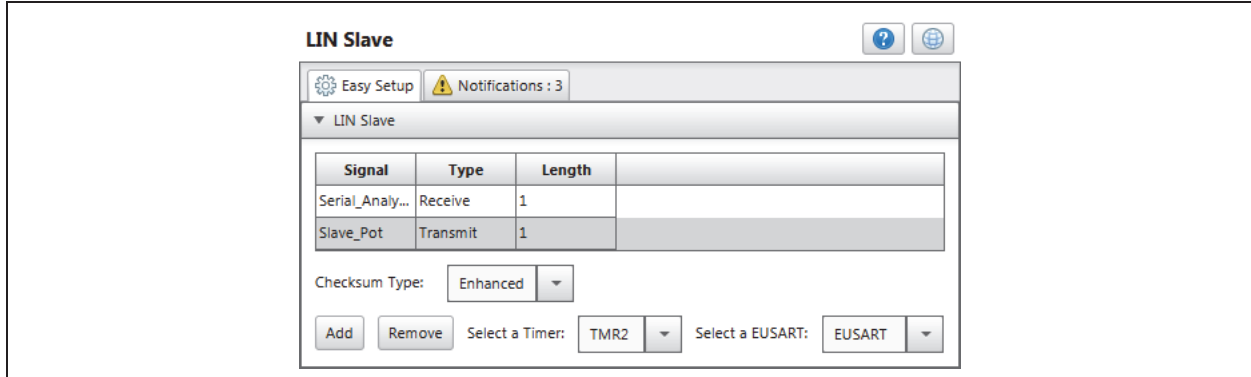 LIN Slave
Easy Setup Notifications : 3
LIN Slave
Signal Type Length
Serial_Analy... Receive 1
Slave_Pot Transmit 1
Checksum Type: Enhanced
Add Remove Select a Timer: TMR2 Select a EUSART: EUSART